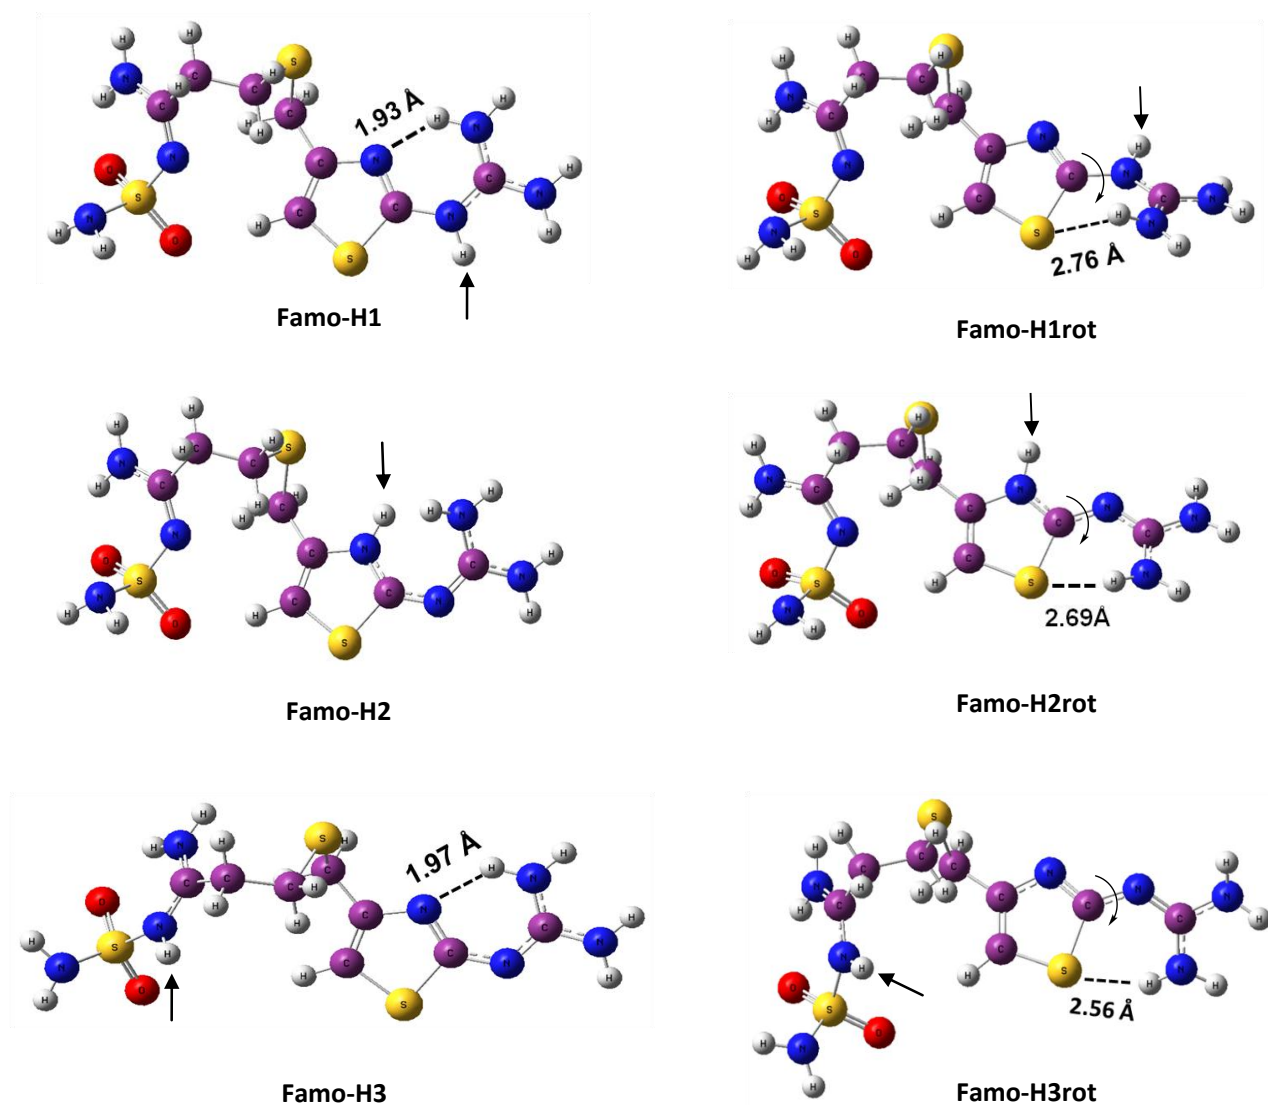 1.93 Å
Famo-H1
2.76 Å
Famo-H1rot
Famo-H2
2.69Å
Famo-H2rot
1.97 Å
Famo-H3
2.56 Å
Famo-H3rot